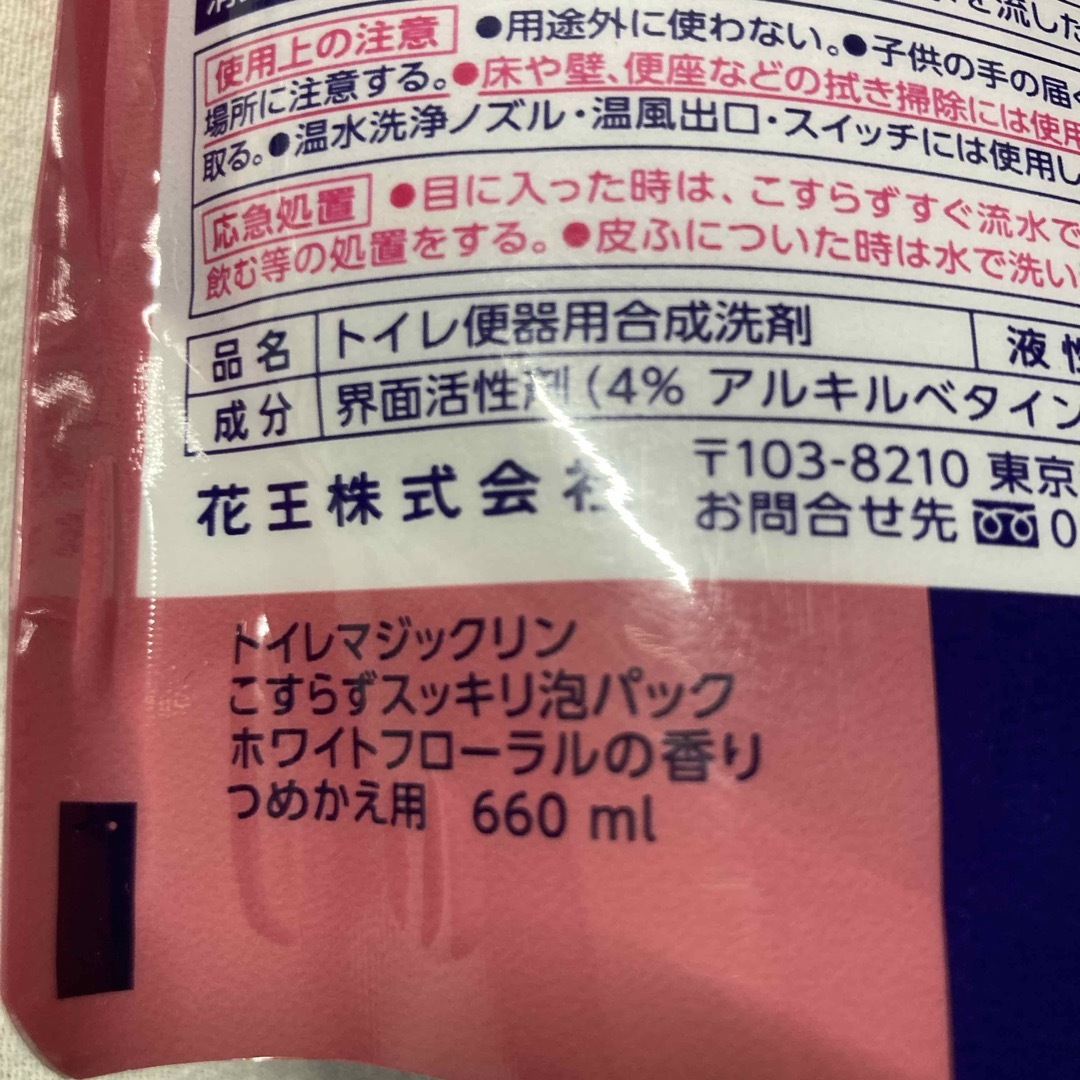 を流した
使用上の注意 ●用途外に使わない。●子供の手の届く
場所に注意する。●床や壁、便座などの拭き掃除には使用
取る。●温水洗浄ノズル・温風出口・スイッチには使用し
応急処置 ●目に入った時は、こすらずすぐ流水で
飲む等の処置をする。●皮ふについた時は水で洗い
品名 トイレ便器用合成洗剤 液性
成分 界面活性剤(4% アルキルベタイン
花王株式会社 〒103-8210 東京
お問合せ先 0
トイレマジックリン
こすらずスッキリ泡パック
ホワイトフローラルの香り
つめかえ用 660 ml